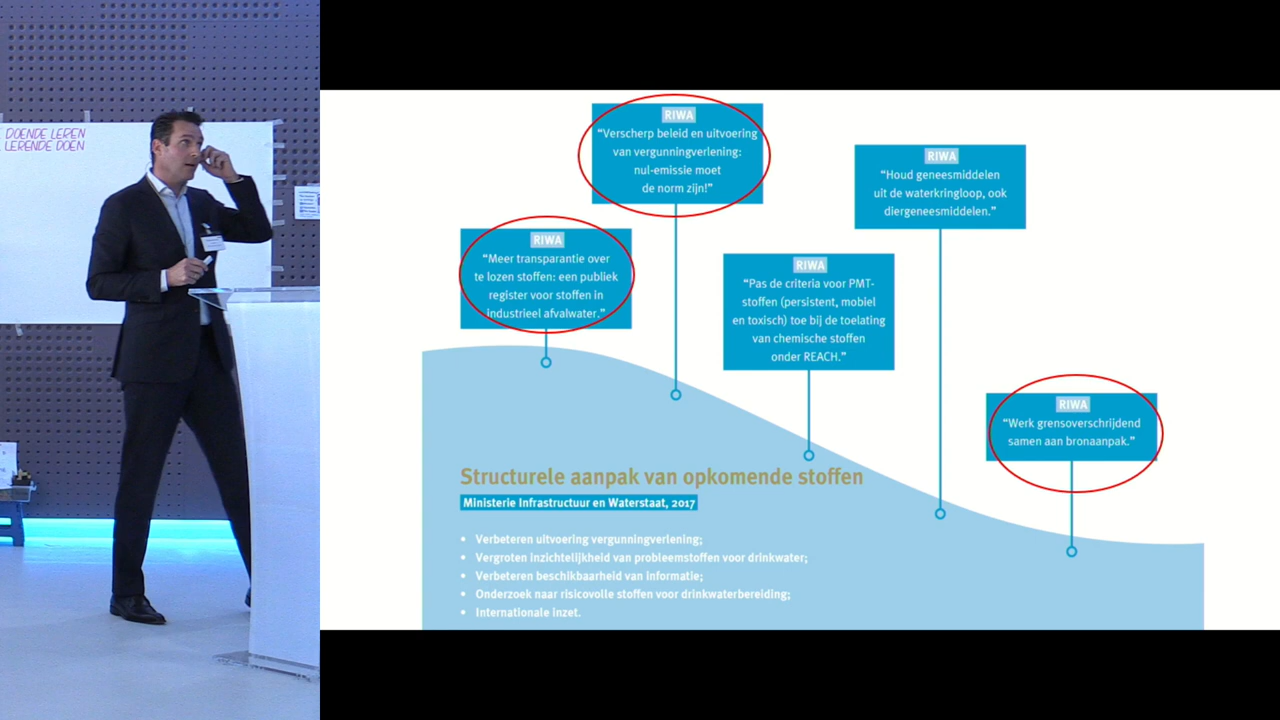 DOENDE LEREN
LERENDE DOEN
RIWA
“Verscherp beleid en uitvoering
van vergunningverlening:
nul-emissie moet
de norm zijn!”
RIWA
“Meer transparantie over
te lozen stoffen: een publiek
register voor stoffen in
industrieel afvalwater.”
RIWA
“Houd geneesmiddelen
uit de waterkringloop, ook
diergeneesmiddelen.”
RIWA
“Pas de criteria voor PMT-
stoffen (persistent, mobiel
en toxisch) toe bij de toelating
van chemische stoffen
onder REACH.”
RIWA
“Werk grensoverschrijdend
samen aan bronaanpak.”
Structurele aanpak van opkomende stoffen
Ministerie Infrastructuur en Waterstaat, 2017
• Verbeteren uitvoering vergunningverlening;
• Vergroten inzichtelijkheid van probleemstoffen voor drinkwater;
• Verbeteren beschikbaarheid van informatie;
• Onderzoek naar risicovolle stoffen voor drinkwaterbereiding;
• Internationale inzet.